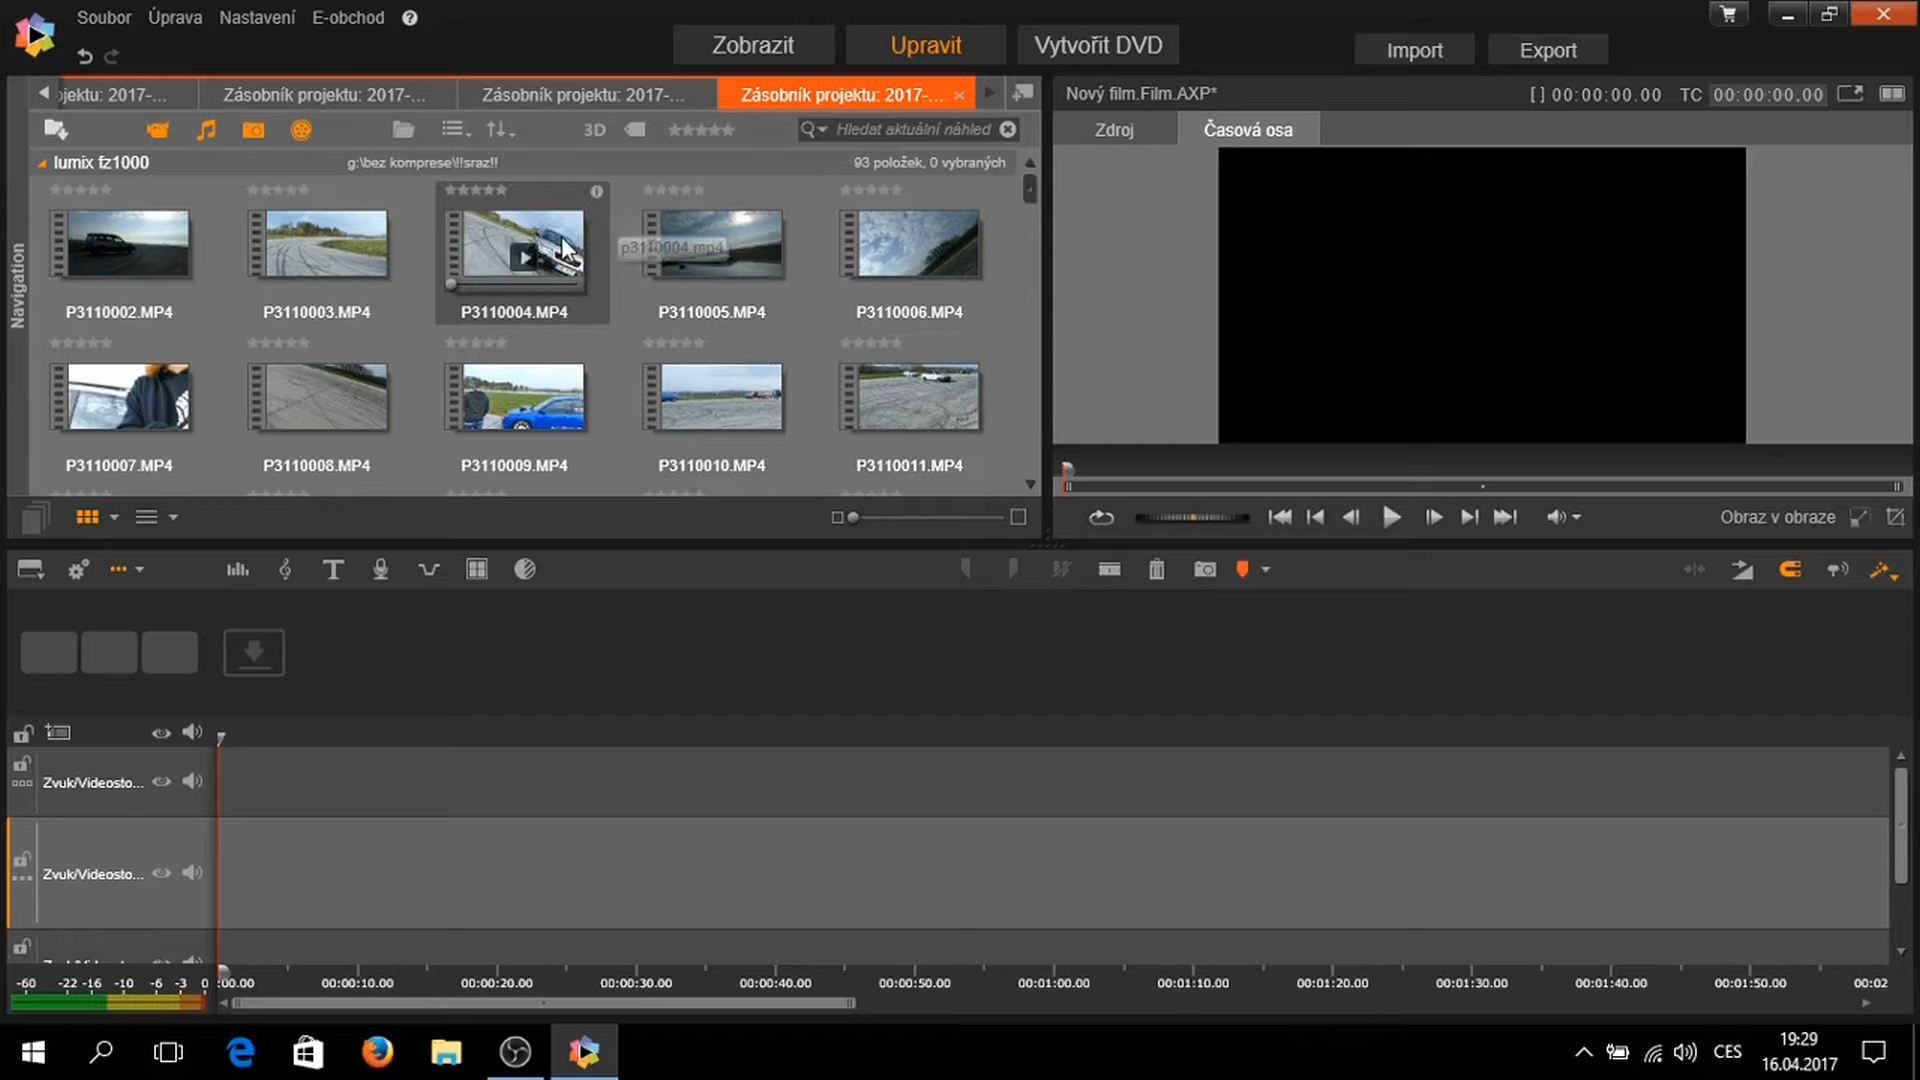 Soubor Úprava Nastavení E-obchod ?
Zobrazit Upravit Vytvořit DVD
Import Export
ojektu: 2017-... Zásobník projektu: 2017-... Zásobník projektu: 2017-... Zásobník projektu: 2017-...
Nový film.Film.AXP* [] 00:00:00.00 TC 00:00:00.00
3D Hledat aktuální náhled
Zdroj Časová osa
lumix fz1000 g:\bez komprese\!!sraz!! 93 položek, 0 vybraných
p3110004.mp4
P3110002.MP4 P3110003.MP4 P3110004.MP4 P3110005.MP4 P3110006.MP4
Navigation
P3110007.MP4 P3110008.MP4 P3110009.MP4 P3110010.MP4 P3110011.MP4
Obraz v obraze
Zvuk/Videosto...
Zvuk/Videosto...
-60 -22 -16 -10 -6 -3 0 :00.00 00:00:10.00 00:00:20.00 00:00:30.00 00:00:40.00 00:00:50.00 00:01:00.00 00:01:10.00 00:01:20.00 00:01:30.00 00:01:40.00 00:01:50.00 00:02
CES
19:29
16.04.2017